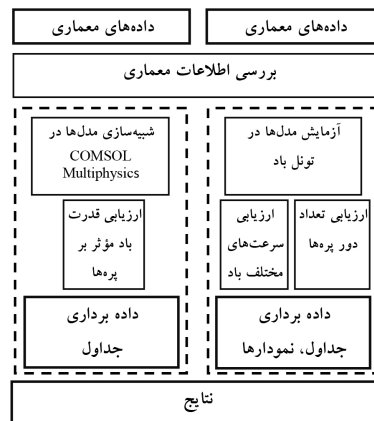 داده‌های معماری
داده‌های معماری
بررسی اطلاعات معماری
آزمایش مدل‌ها در
تونل باد
ارزیابی تعداد
دور پره‌ها
ارزیابی
سرعت‌های
مختلف باد
داده برداری
جداول، نمودارها
شبیه‌سازی مدل‌ها در
COMSOL
Multiphysics
ارزیابی قدرت
باد مؤثر بر
پره‌ها
داده برداری
جداول
نتایج